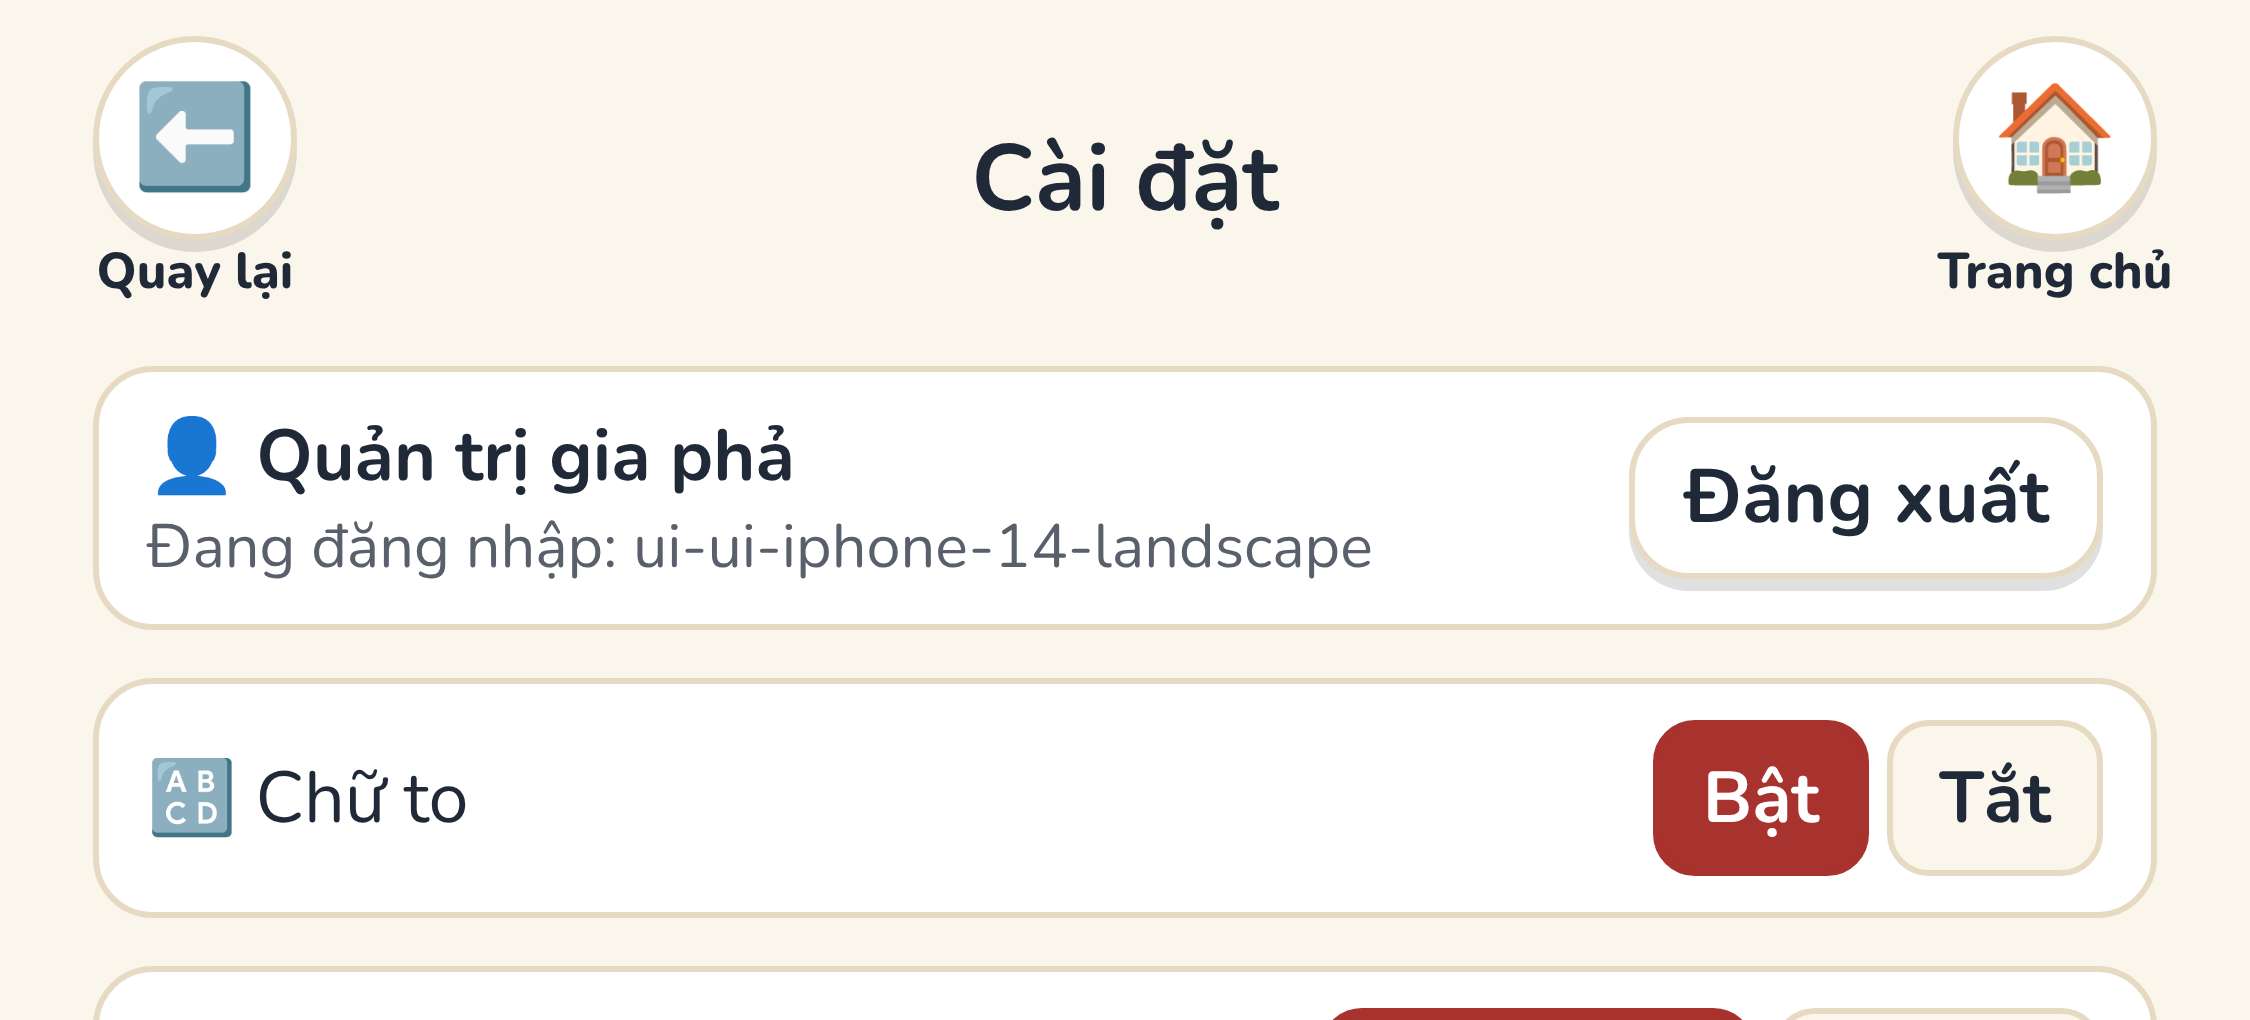 Cài đặt
Quay lại
Trang chủ
Quản trị gia phả
Đang đăng nhập: ui-ui-iphone-14-landscape
Đăng xuất
Chữ to
Bật
Tắt